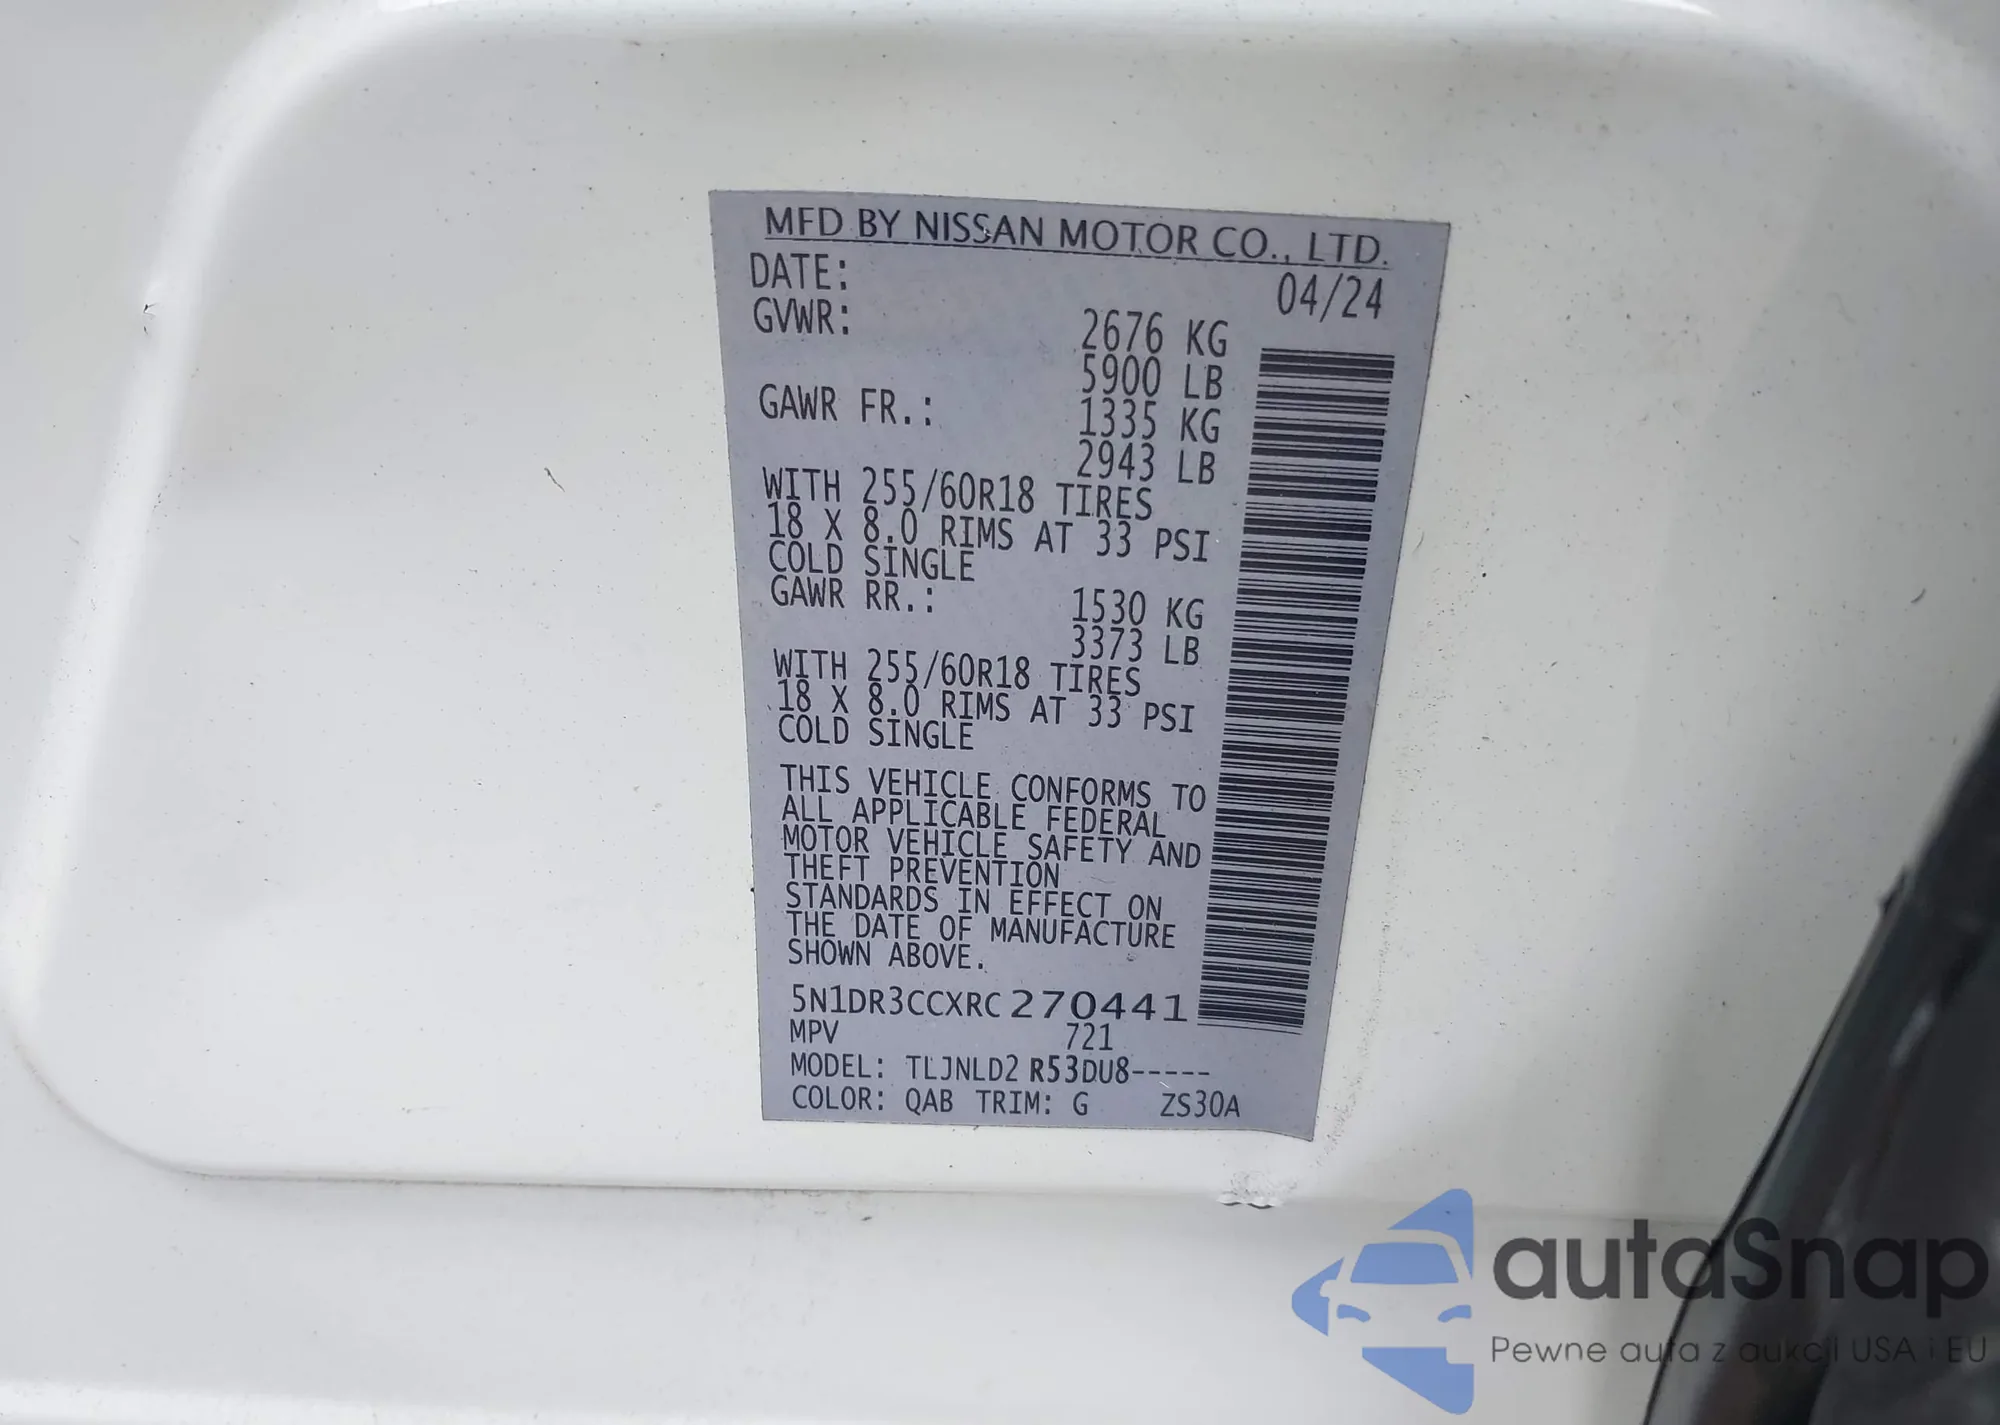 MFD BY NISSAN MOTOR CO., LTD.
DATE: 04/24
GVWR: 2676 KG
5900 LB
GAWR FR.: 1335 KG
2943 LB
WITH 255/60R18 TIRES
18 X 8.0 RIMS AT 33 PSI
COLD SINGLE
GAWR RR.: 1530 KG
3373 LB
WITH 255/60R18 TIRES
18 X 8.0 RIMS AT 33 PSI
COLD SINGLE
THIS VEHICLE CONFORMS TO
ALL APPLICABLE FEDERAL
MOTOR VEHICLE SAFETY AND
THEFT PREVENTION
STANDARDS IN EFFECT ON
THE DATE OF MANUFACTURE
SHOWN ABOVE.
5N1DR3CCXRC270441
MPV 721
MODEL: TLJNLD2 R53DU8-----
COLOR: QAB TRIM: G ZS30A
autoSnap
Pewne auta z aukcji USA i EU